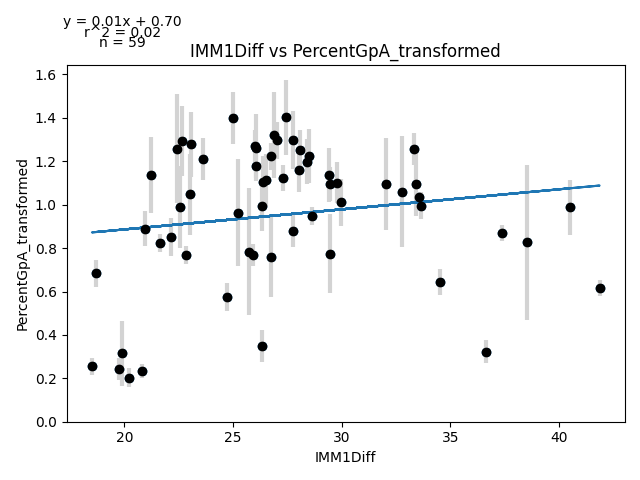 y = 0.01x + 0.70
r^2 = 0.02
n = 59
IMM1Diff vs PercentGpA_transformed
PercentGpA_transformed
1.6
1.4
1.2
1.0
0.8
0.6
0.4
0.2
0.0
20 25 30 35 40
IMM1Diff